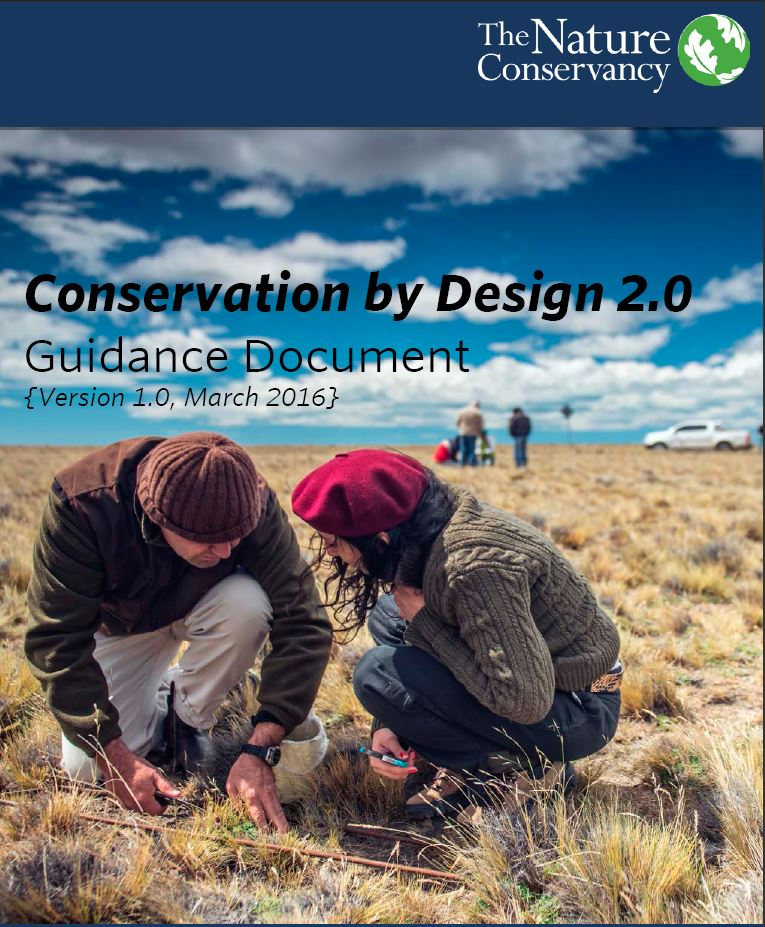 The Nature
Conservancy
Conservation by Design 2.0
Guidance Document
{Version 1.0, March 2016}